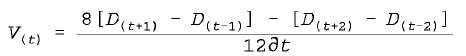 V(t) = 8[D(t+1) - D(t-1)] - [D(t+2) - D(t-2)]
12∂t